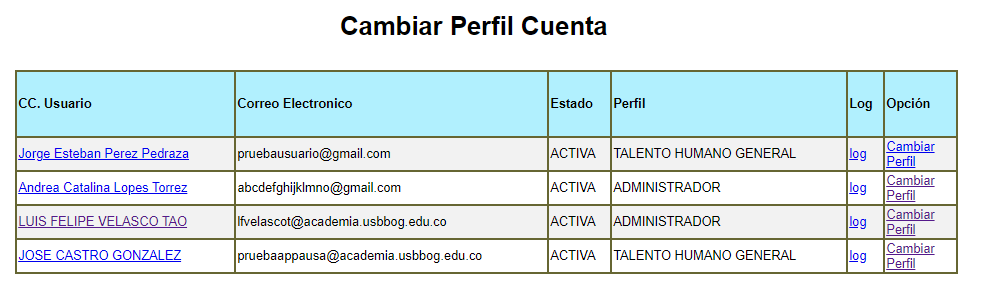 Cambiar Perfil Cuenta
CC. Usuario Correo Electronico Estado Perfil Log Opción
Jorge Esteban Perez Pedraza pruebausuario@gmail.com ACTIVA TALENTO HUMANO GENERAL log Cambiar
Perfil
Andrea Catalina Lopes Torrez abcdefghijklmno@gmail.com ACTIVA ADMINISTRADOR log Cambiar
Perfil
LUIS FELIPE VELASCO TAO lfvelascot@academia.usbbog.edu.co ACTIVA ADMINISTRADOR log Cambiar
Perfil
JOSE CASTRO GONZALEZ pruebaappausa@academia.usbbog.edu.co ACTIVA TALENTO HUMANO GENERAL log Cambiar
Perfil